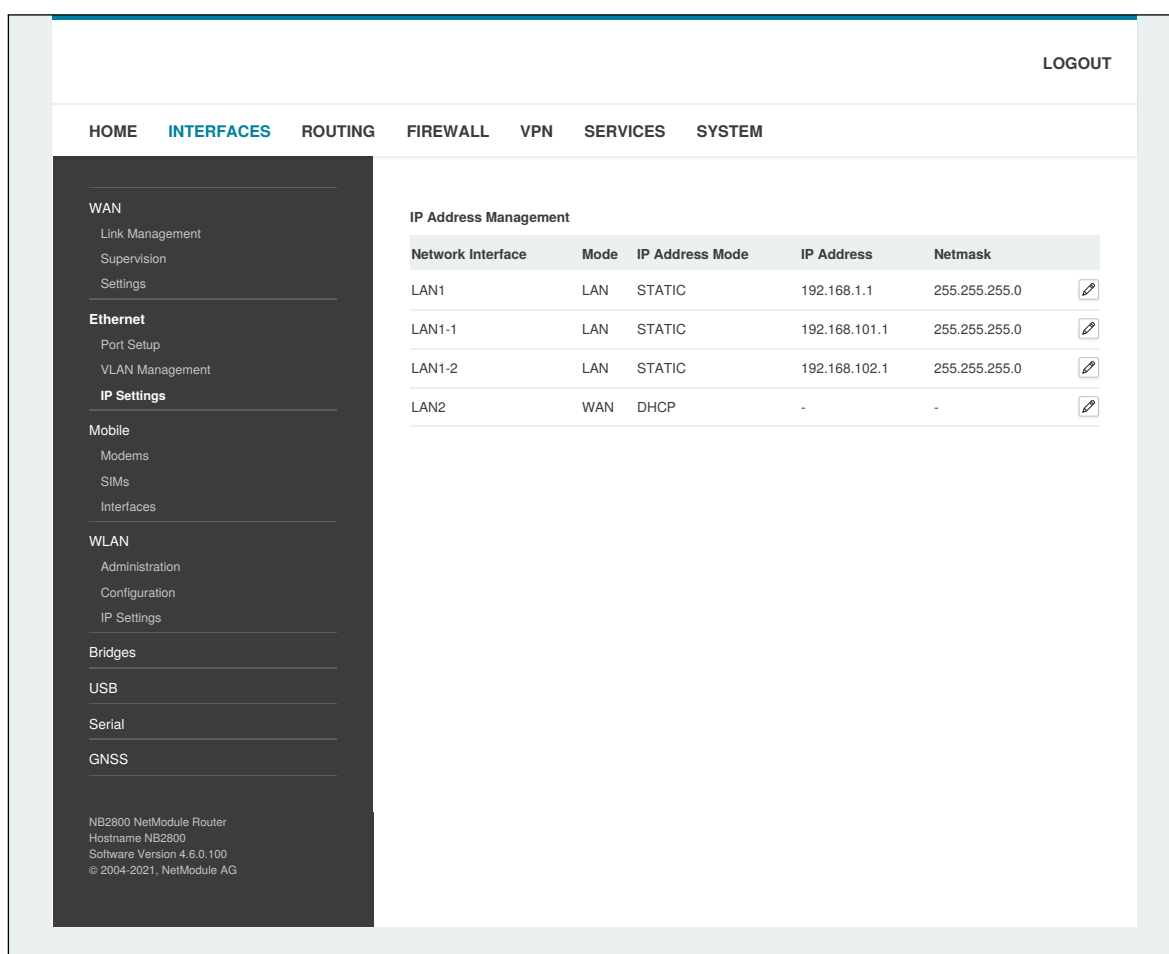 LOGOUT
HOME INTERFACES ROUTING FIREWALL VPN SERVICES SYSTEM
WAN
Link Management
Supervision
Settings
Ethernet
Port Setup
VLAN Management
IP Settings
Mobile
Modems
SIMs
Interfaces
WLAN
Administration
Configuration
IP Settings
Bridges
USB
Serial
GNSS
NB2800 NetModule Router
Hostname NB2800
Software Version 4.6.0.100
© 2004-2021, NetModule AG
IP Address Management
Network Interface Mode IP Address Mode IP Address Netmask
LAN1 LAN STATIC 192.168.1.1 255.255.255.0
LAN1-1 LAN STATIC 192.168.101.1 255.255.255.0
LAN1-2 LAN STATIC 192.168.102.1 255.255.255.0
LAN2 WAN DHCP - -